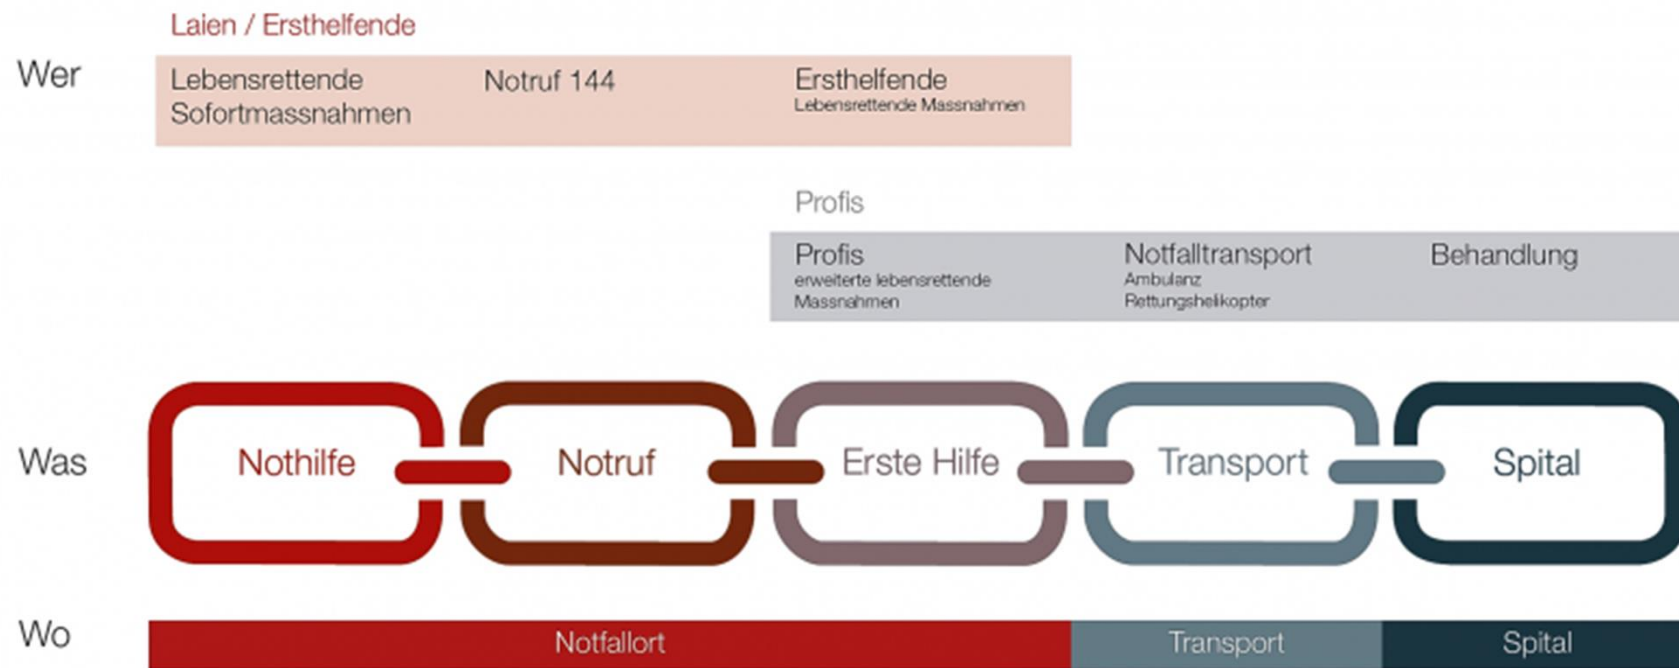 Laien / Ersthelfende
Wer
Lebensrettende
Sofortmassnahmen
Notruf 144
Ersthelfende
Lebensrettende Massnahmen
Profis
Profis
erweiterte lebensrettende
Massnahmen
Notfalltransport
Ambulanz
Rettungshelikopter
Behandlung
Was
Nothilfe
Notruf
Erste Hilfe
Transport
Spital
Wo
Notfallort
Transport
Spital